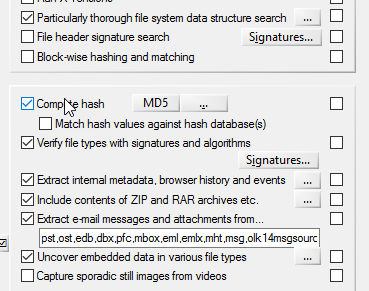 Particularly thorough file system data structure search ...
File header signature search Signatures...
Block-wise hashing and matching
Compute hash MD5 ...
Match hash values against hash database(s)
Verify file types with signatures and algorithms
Signatures...
Extract internal metadata, browser history and events ...
Include contents of ZIP and RAR archives etc. ...
Extract e-mail messages and attachments from...
pst,ost,edb,dbx,pfc,mbox,eml,emlx,mht,msg,olk14msgsourc
Uncover embedded data in various file types ...
Capture sporadic still images from videos